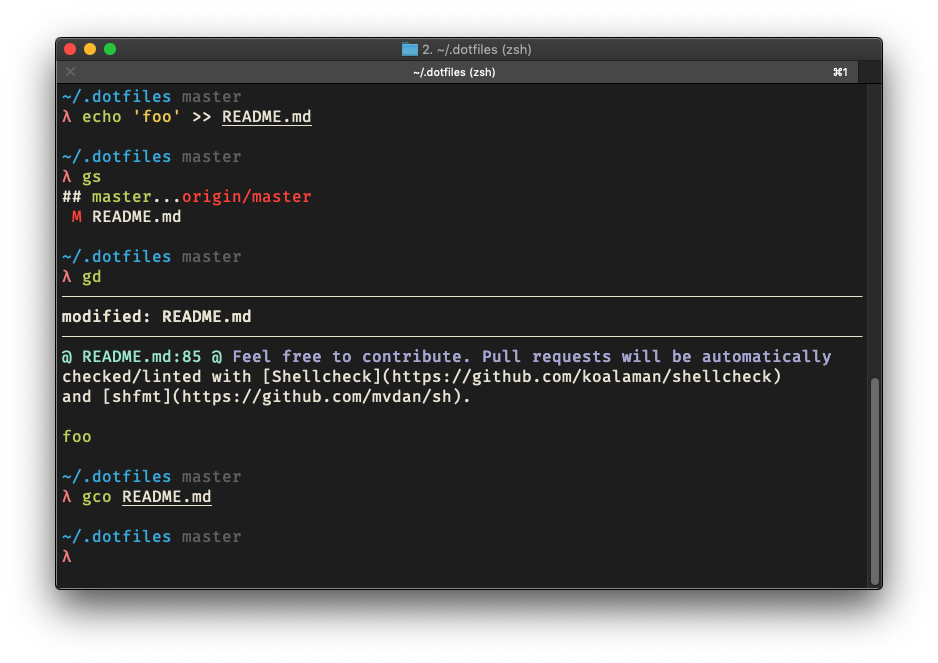 2. ~/.dotfiles (zsh)
~/.dotfiles (zsh) ⌘1
~/.dotfiles master
λ echo 'foo' >> README.md
~/.dotfiles master
λ gs
## master...origin/master
 M README.md
~/.dotfiles master
λ gd
modified: README.md
@ README.md:85 @ Feel free to contribute. Pull requests will be automatically
checked/linted with [Shellcheck](https://github.com/koalaman/shellcheck)
and [shfmt](https://github.com/mvdan/sh).
foo
~/.dotfiles master
λ gco README.md
~/.dotfiles master
λ